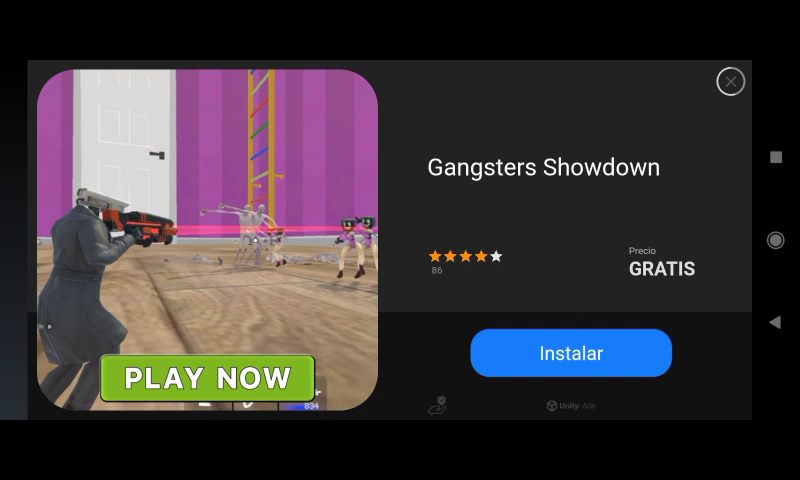 Gangsters Showdown
86
Precio
GRATIS
Instalar
PLAY NOW
834
Unity Ads